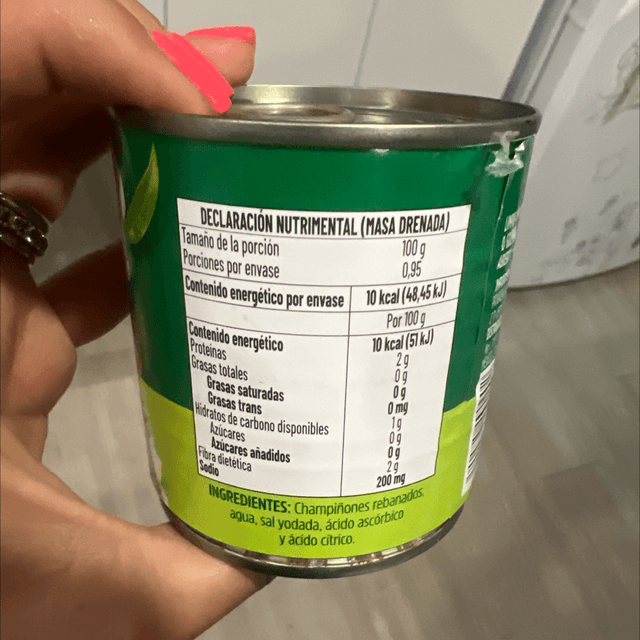 DECLARACIÓN NUTRIMENTAL (MASA DRENADA)
Tamaño de la porción 100 g
Porciones por envase 0,95
Contenido energético por envase 10 kcal (48,45 kJ)
Por 100 g
Contenido energético 10 kcal (51 kJ)
Proteínas 2 g
Grasas totales 0 g
Grasas saturadas 0 g
Grasas trans 0 mg
Hidratos de carbono disponibles 1 g
Azúcares 0 g
Azúcares añadidos 0 g
Fibra dietética 2 g
Sodio 200 mg
INGREDIENTES: Champiñones rebanados,
agua, sal yodada, ácido ascórbico
y ácido cítrico.